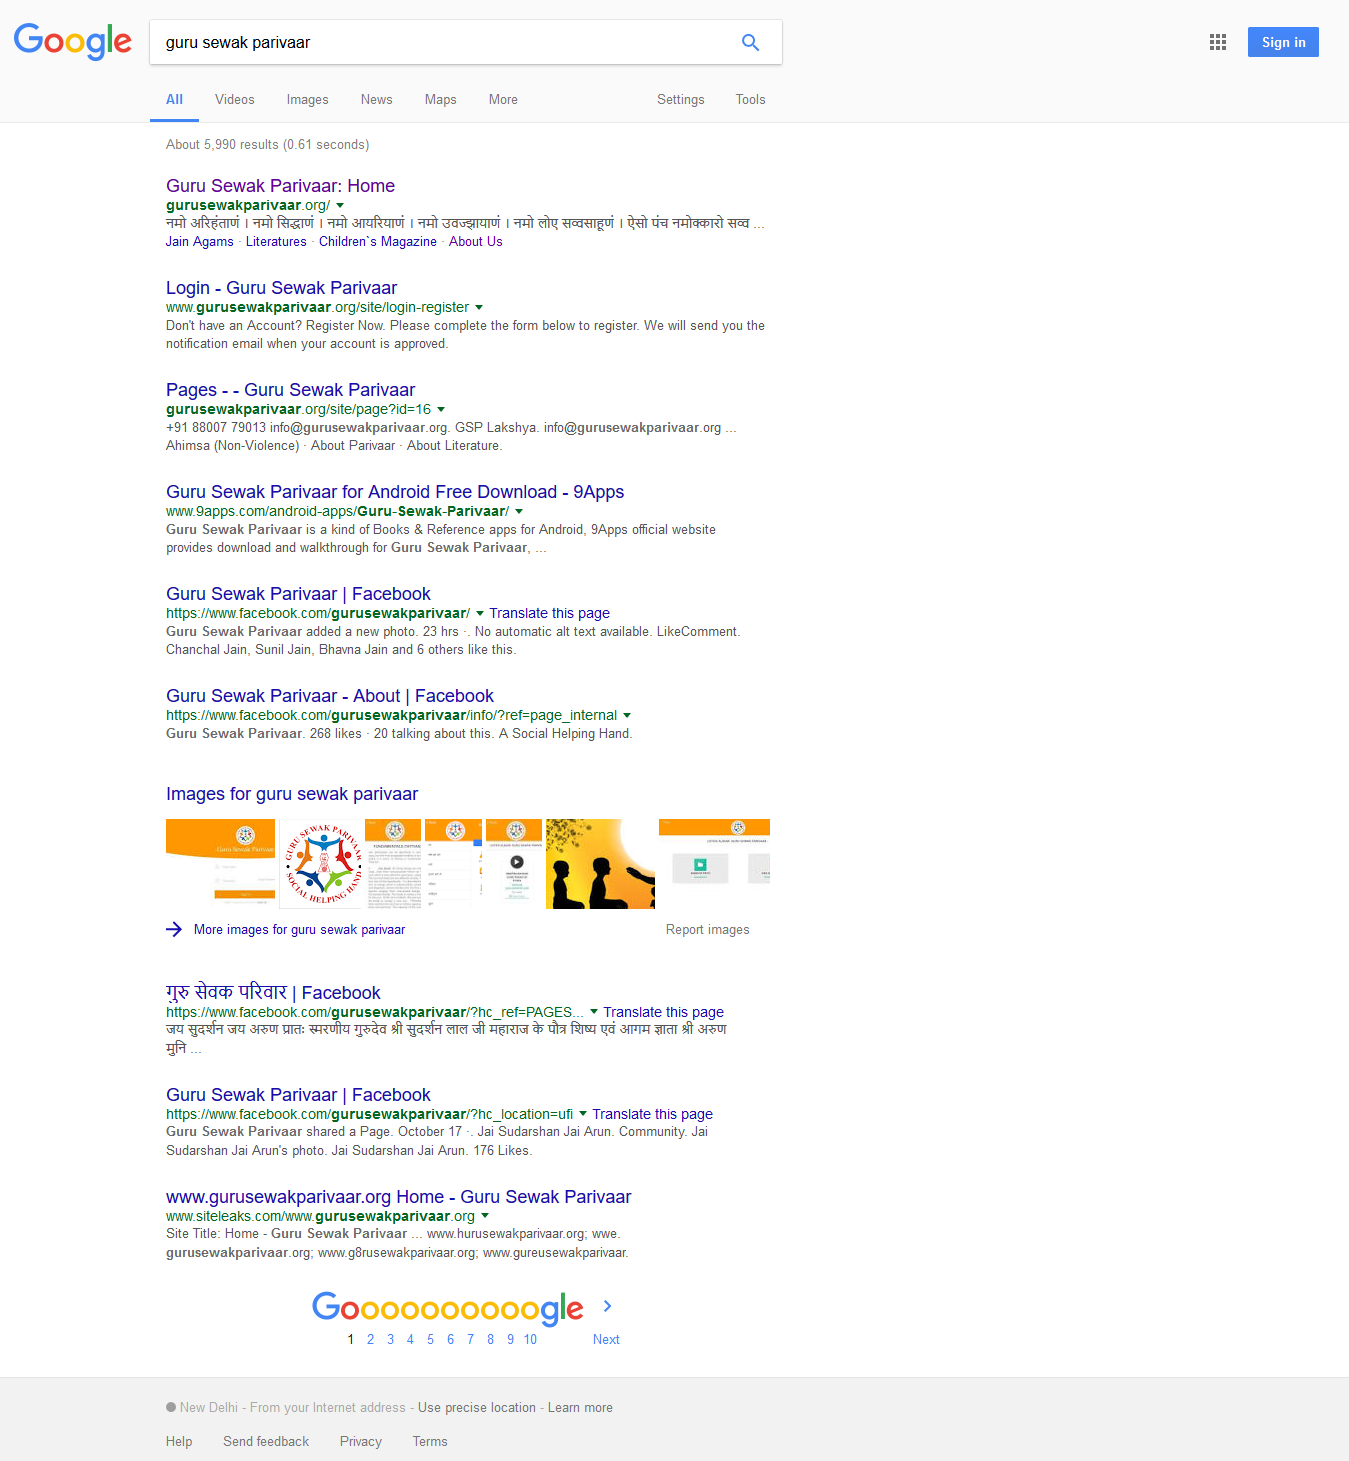 Google guru sewak parivaar Sign in
All Videos Images News Maps More Settings Tools
About 5,990 results (0.61 seconds)
Guru Sewak Parivaar: Home
gurusewakparivaar.org/
नमो अरिहंताणं । नमो सिद्धाणं । नमो आयरियाणं । नमो उवज्झायाणं । नमो लोए सव्वसाहूणं । ऐसो पंच नमोक्कारो सव्व ...
Jain Agams · Literatures · Children`s Magazine · About Us
Login - Guru Sewak Parivaar
www.gurusewakparivaar.org/site/login-register
Don't have an Account? Register Now. Please complete the form below to register. We will send you the
notification email when your account is approved.
Pages - - Guru Sewak Parivaar
gurusewakparivaar.org/site/page?id=16
+91 88007 79013 info@gurusewakparivaar.org. GSP Lakshya. info@gurusewakparivaar.org ...
Ahimsa (Non-Violence) · About Parivaar · About Literature.
Guru Sewak Parivaar for Android Free Download - 9Apps
www.9apps.com/android-apps/Guru-Sewak-Parivaar/
Guru Sewak Parivaar is a kind of Books & Reference apps for Android, 9Apps official website
provides download and walkthrough for Guru Sewak Parivaar, ...
Guru Sewak Parivaar | Facebook
https://www.facebook.com/gurusewakparivaar/ Translate this page
Guru Sewak Parivaar added a new photo. 23 hrs ·. No automatic alt text available. LikeComment.
Chanchal Jain, Sunil Jain, Bhavna Jain and 6 others like this.
Guru Sewak Parivaar - About | Facebook
https://www.facebook.com/gurusewakparivaar/info/?ref=page_internal
Guru Sewak Parivaar. 268 likes · 20 talking about this. A Social Helping Hand.
Images for guru sewak parivaar
GURU SEWAK PARIVAAR
SOCIAL HELPING HAND
More images for guru sewak parivaar Report images
गुरु सेवक परिवार | Facebook
https://www.facebook.com/gurusewakparivaar/?hc_ref=PAGES... Translate this page
जय सुदर्शन जय अरुण प्रातः स्मरणीय गुरुदेव श्री सुदर्शन लाल जी महाराज के पौत्र शिष्य एवं आगम ज्ञाता श्री अरुण
मुनि ...
Guru Sewak Parivaar | Facebook
https://www.facebook.com/gurusewakparivaar/?hc_location=ufi Translate this page
Guru Sewak Parivaar shared a Page. October 17 ·. Jai Sudarshan Jai Arun. Community. Jai
Sudarshan Jai Arun's photo. Jai Sudarshan Jai Arun. 176 Likes.
www.gurusewakparivaar.org Home - Guru Sewak Parivaar
www.siteleaks.com/www.gurusewakparivaar.org
Site Title: Home - Guru Sewak Parivaar ... www.hurusewakparivaar.org; wwe.
gurusewakparivaar.org; www.g8rusewakparivaar.org; www.gureusewakparivaar.
Goooooooooogle
1 2 3 4 5 6 7 8 9 10 Next
New Delhi - From your Internet address - Use precise location - Learn more
Help Send feedback Privacy Terms